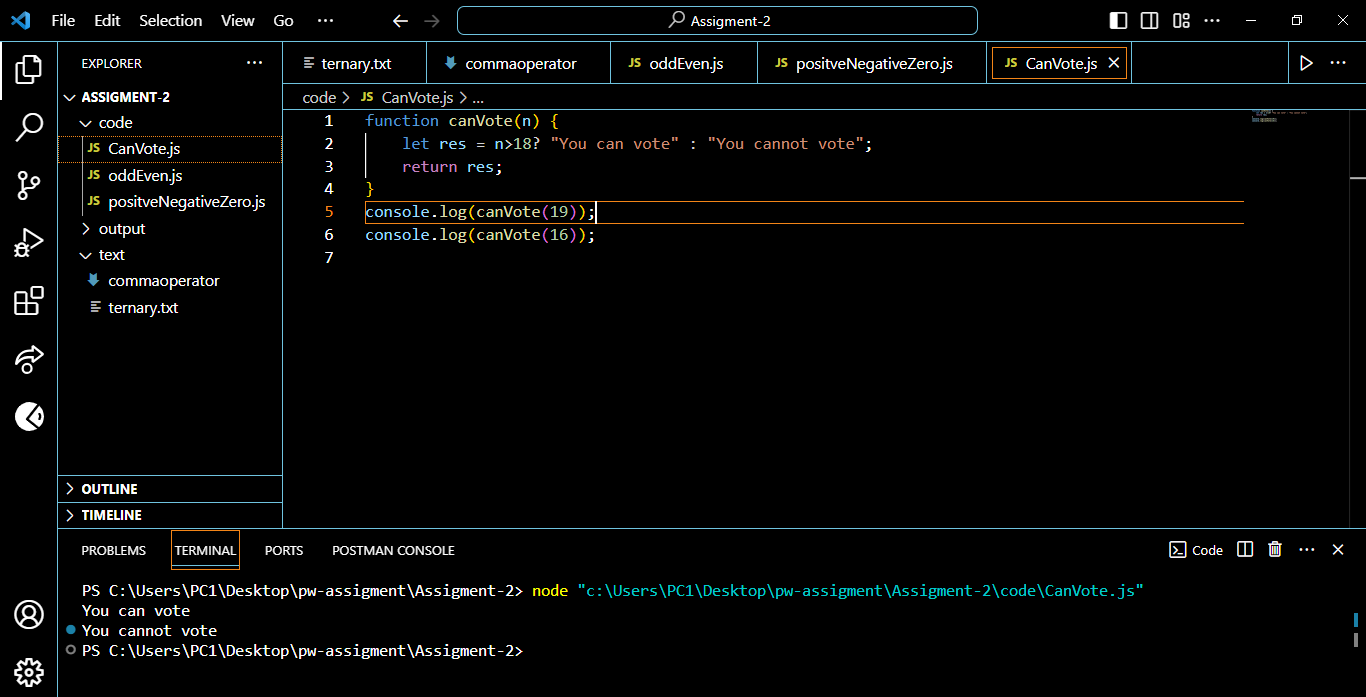 File Edit Selection View Go ···
Assigment-2
EXPLORER ···
ASSIGMENT-2
code
JS CanVote.js
JS oddEven.js
JS positveNegativeZero.js
output
text
commaoperator
ternary.txt
OUTLINE
TIMELINE
ternary.txt commaoperator JS oddEven.js JS positveNegativeZero.js JS CanVote.js
code > JS CanVote.js > ...
1 function canVote(n) {
2 let res = n>18? "You can vote" : "You cannot vote";
3 return res;
4 }
5 console.log(canVote(19));
6 console.log(canVote(16));
7
PROBLEMS TERMINAL PORTS POSTMAN CONSOLE Code
PS C:\Users\PC1\Desktop\pw-assigment\Assigment-2> node "c:\Users\PC1\Desktop\pw-assigment\Assigment-2\code\CanVote.js"
You can vote
You cannot vote
PS C:\Users\PC1\Desktop\pw-assigment\Assigment-2>